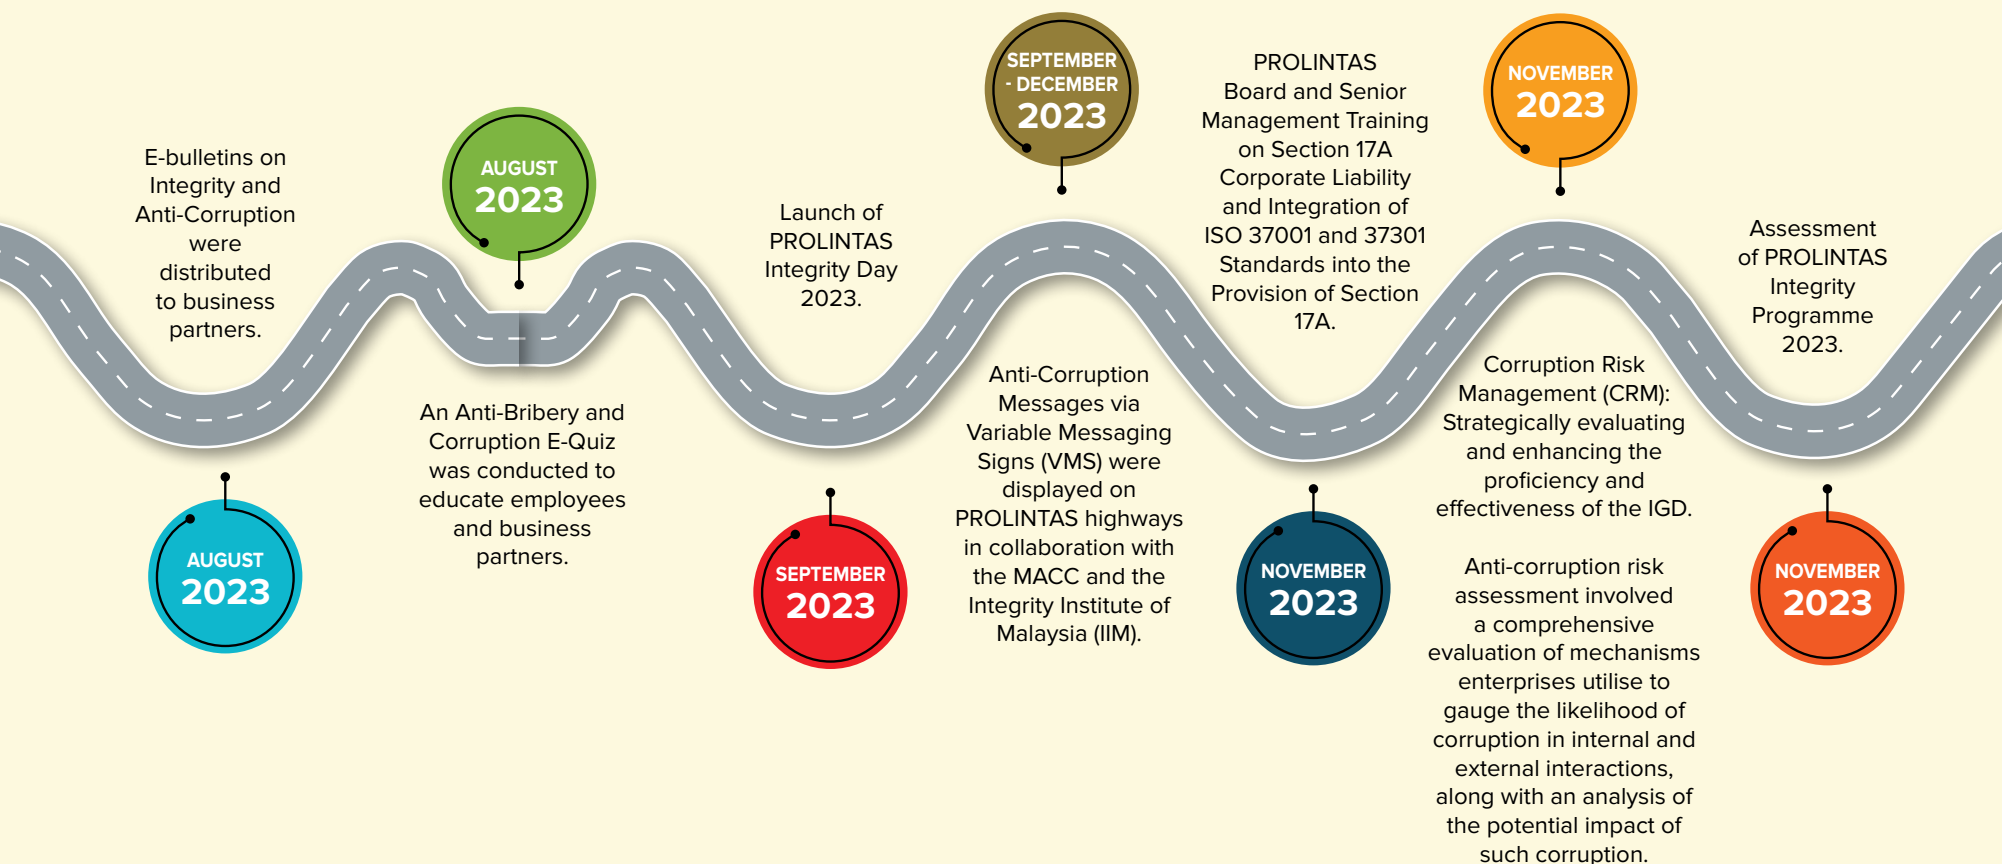 E-bulletins on
Integrity and
Anti-Corruption
were
distributed
to business
partners.
AUGUST
2023
AUGUST
2023
An Anti-Bribery and
Corruption E-Quiz
was conducted to
educate employees
and business
partners.
Launch of
PROLINTAS
Integrity Day
2023.
SEPTEMBER
2023
SEPTEMBER
- DECEMBER
2023
Anti-Corruption
Messages via
Variable Messaging
Signs (VMS) were
displayed on
PROLINTAS highways
in collaboration with
the MACC and the
Integrity Institute of
Malaysia (IIM).
PROLINTAS
Board and Senior
Management Training
on Section 17A
Corporate Liability
and Integration of
ISO 37001 and 37301
Standards into the
Provision of Section
17A.
NOVEMBER
2023
NOVEMBER
2023
Corruption Risk
Management (CRM):
Strategically evaluating
and enhancing the
proficiency and
effectiveness of the IGD.
Anti-corruption risk
assessment involved
a comprehensive
evaluation of mechanisms
enterprises utilise to
gauge the likelihood of
corruption in internal and
external interactions,
along with an analysis of
the potential impact of
such corruption.
Assessment
of PROLINTAS
Integrity
Programme
2023.
NOVEMBER
2023